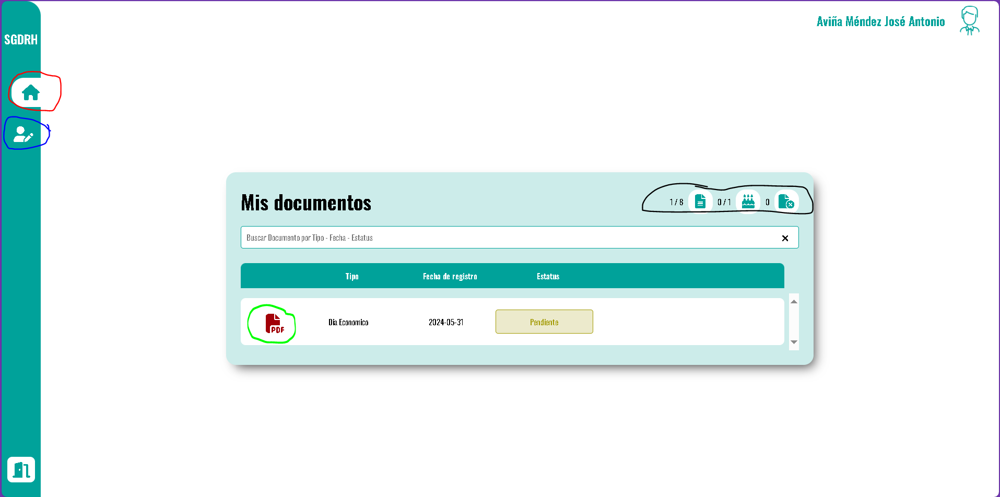 SGDRH
Aviña Méndez José Antonio
Mis documentos
1 / 8 0 / 1 0
Buscar Documento por Tipo - Fecha - Estatus
Tipo Fecha de registro Estatus
PDF Dia Economico 2024-05-31 Pendiente